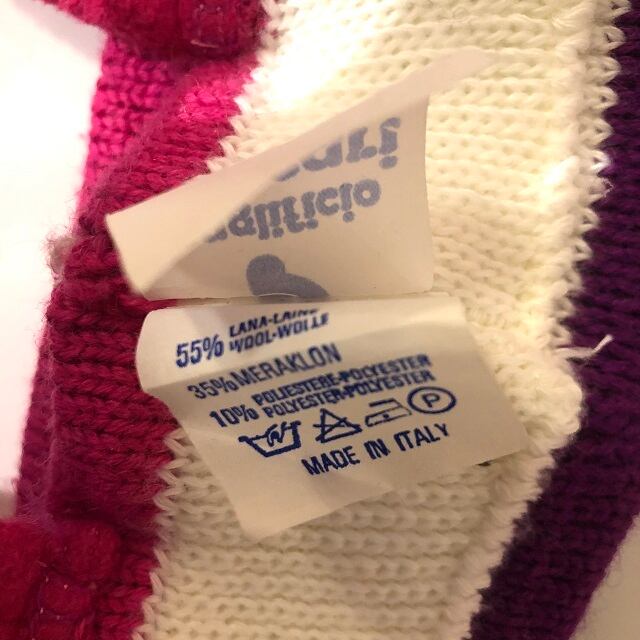 55% LANA-LAINE
WOOL-WOLLE
35% MERAKLON
10% POLIESTERE-POLYESTER
POLYESTER-POLYESTER
MADE IN ITALY